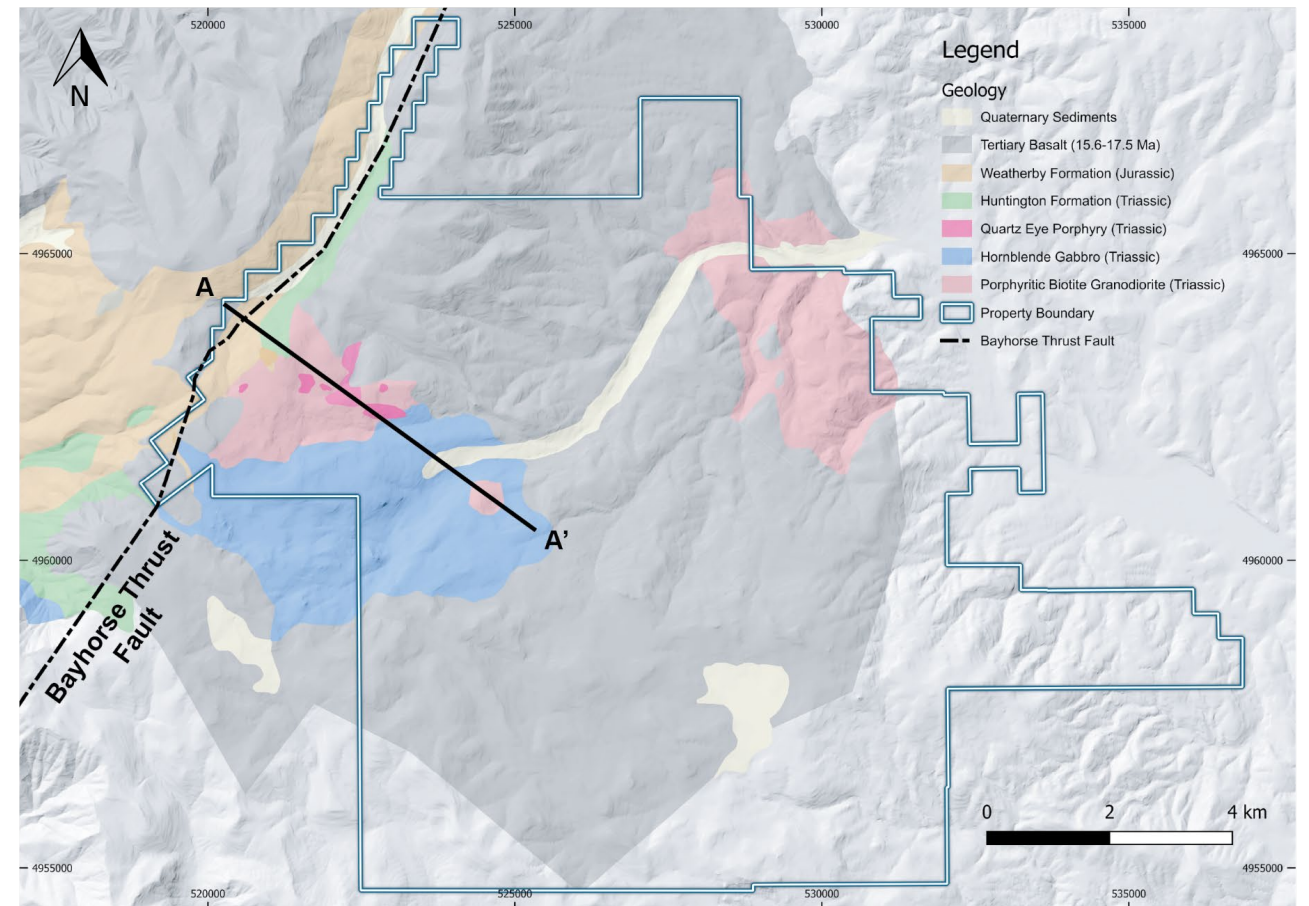 520000
525000
530000
535000
N
Legend
Geology
Quaternary Sediments
Tertiary Basalt (15.6-17.5 Ma)
Weatherby Formation (Jurassic)
Huntington Formation (Triassic)
Quartz Eye Porphyry (Triassic)
Hornblende Gabbro (Triassic)
Porphyritic Biotite Granodiorite (Triassic)
Property Boundary
Bayhorse Thrust Fault
4965000
4965000
A
A’
4960000
4960000
Bayhorse Thrust
Fault
0
2
4 km
4955000
4955000
520000
525000
530000
535000